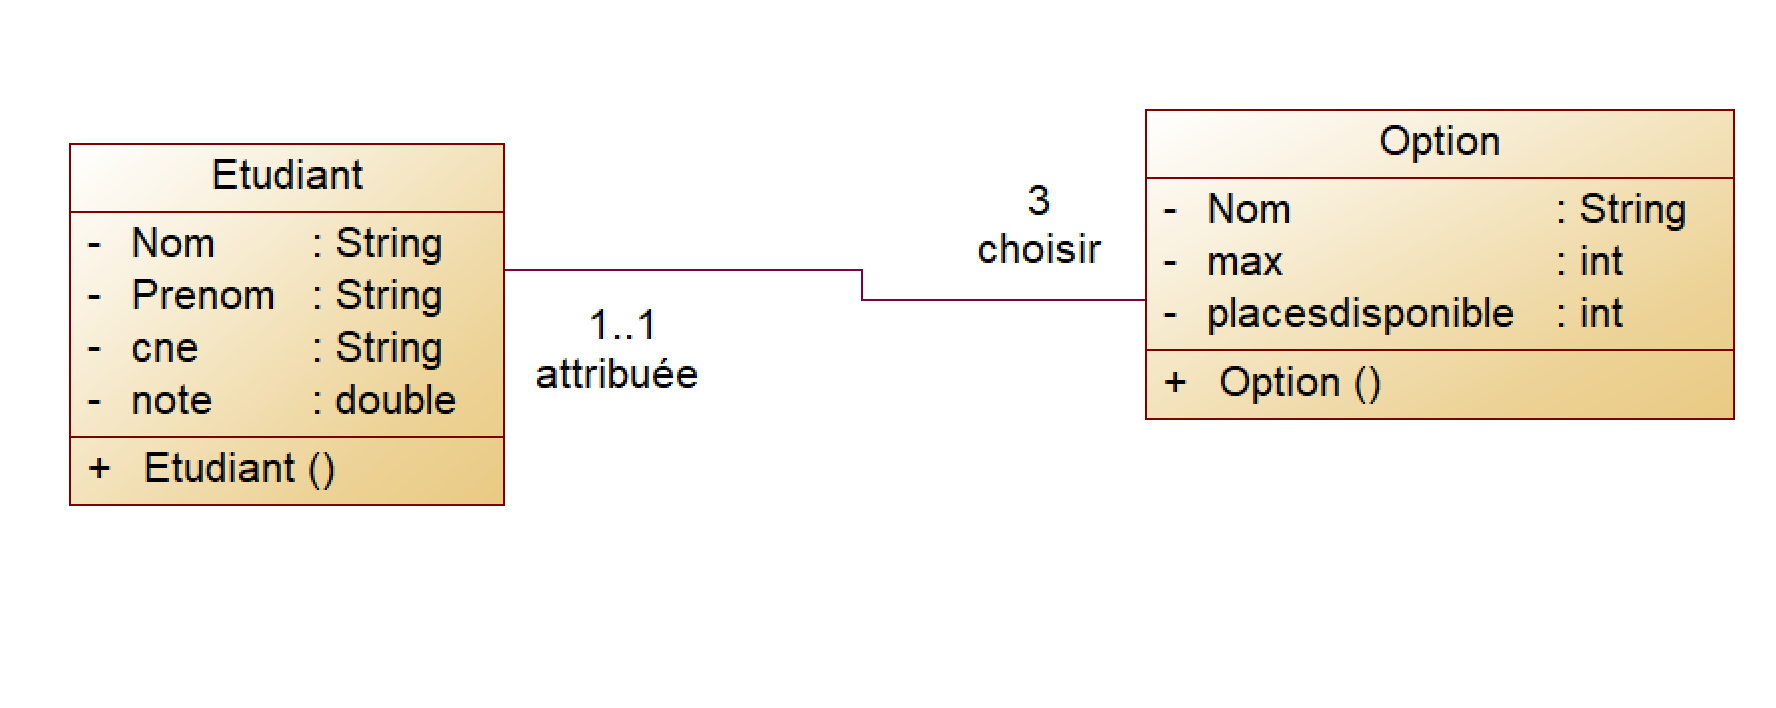 Etudiant
- Nom : String
- Prenom : String
- cne : String
- note : double
+ Etudiant ()
1..1
attribuée
3
choisir
Option
- Nom : String
- max : int
- placesdisponible : int
+ Option ()